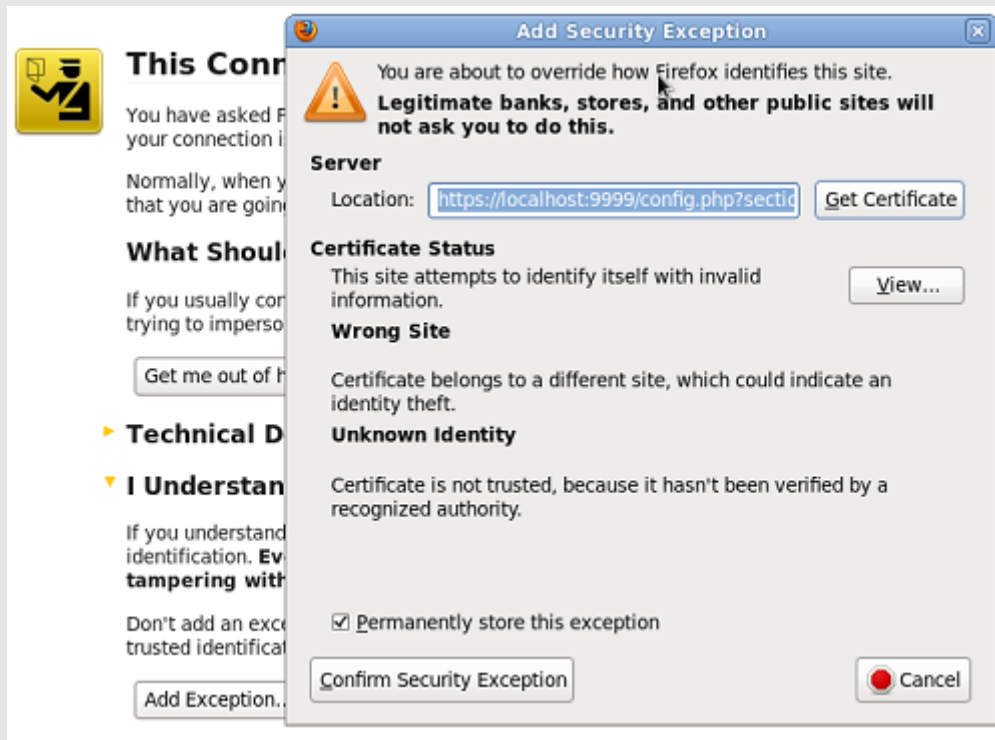 Add Security Exception
This Conn
You have asked F
your connection i
Normally, when y
that you are going
What Shoul
If you usually con
trying to imperso
Get me out of h
Technical D
I Understan
If you understand
identification. Ev
tampering with
Don't add an exce
trusted identificat
Add Exception..
You are about to override how Firefox identifies this site.
Legitimate banks, stores, and other public sites will
not ask you to do this.
Server
Location: https://localhost:9999/config.php?sectio Get Certificate
Certificate Status
This site attempts to identify itself with invalid
information.
View...
Wrong Site
Certificate belongs to a different site, which could indicate an
identity theft.
Unknown Identity
Certificate is not trusted, because it hasn't been verified by a
recognized authority.
Permanently store this exception
Confirm Security Exception Cancel